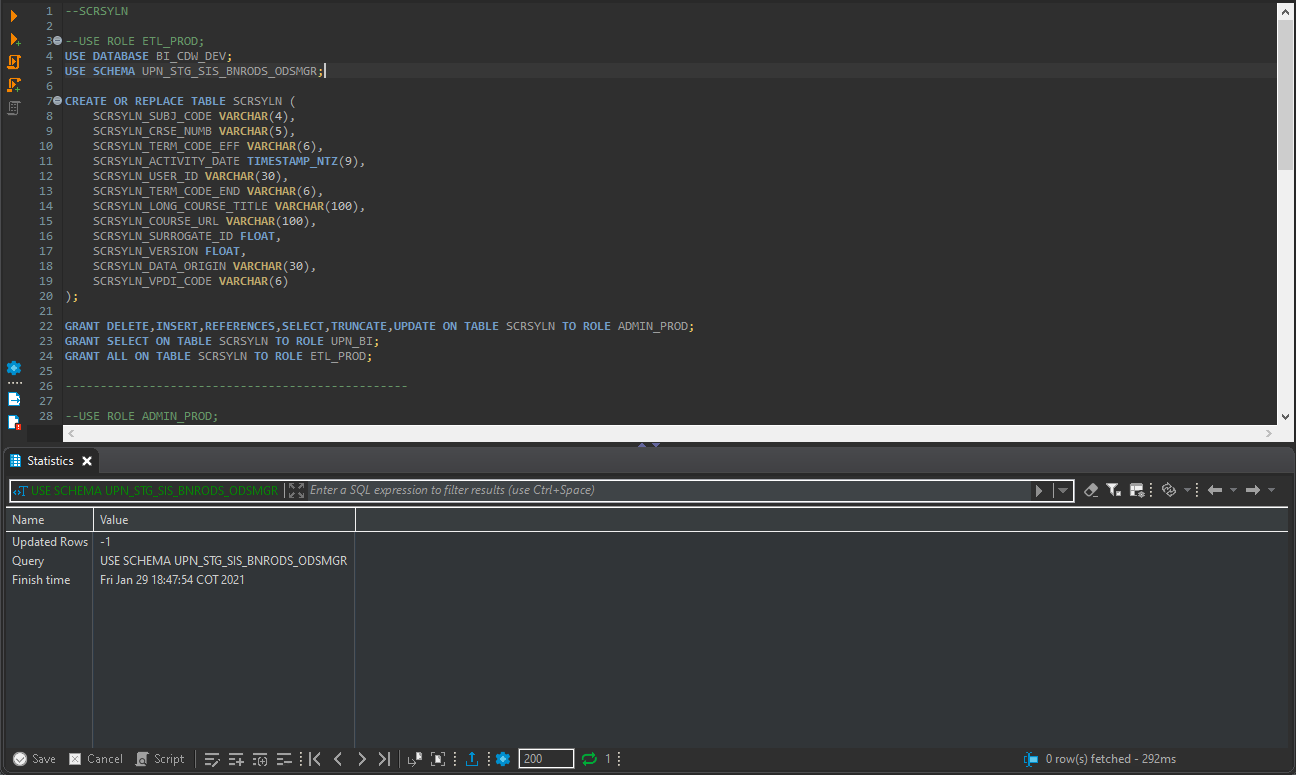 1 --SCRSYLN
2
3 --USE ROLE ETL_PROD;
4 USE DATABASE BI_CDW_DEV;
5 USE SCHEMA UPN_STG_SIS_BNRODS_ODSMGR;
6
7 CREATE OR REPLACE TABLE SCRSYLN (
8 SCRSYLN_SUBJ_CODE VARCHAR(4),
9 SCRSYLN_CRSE_NUMB VARCHAR(5),
10 SCRSYLN_TERM_CODE_EFF VARCHAR(6),
11 SCRSYLN_ACTIVITY_DATE TIMESTAMP_NTZ(9),
12 SCRSYLN_USER_ID VARCHAR(30),
13 SCRSYLN_TERM_CODE_END VARCHAR(6),
14 SCRSYLN_LONG_COURSE_TITLE VARCHAR(100),
15 SCRSYLN_COURSE_URL VARCHAR(100),
16 SCRSYLN_SURROGATE_ID FLOAT,
17 SCRSYLN_VERSION FLOAT,
18 SCRSYLN_DATA_ORIGIN VARCHAR(30),
19 SCRSYLN_VPDI_CODE VARCHAR(6)
20 );
21
22 GRANT DELETE,INSERT,REFERENCES,SELECT,TRUNCATE,UPDATE ON TABLE SCRSYLN TO ROLE ADMIN_PROD;
23 GRANT SELECT ON TABLE SCRSYLN TO ROLE UPN_BI;
24 GRANT ALL ON TABLE SCRSYLN TO ROLE ETL_PROD;
25
26 -------------------------------------------------
27
28 --USE ROLE ADMIN_PROD;
Statistics
USE SCHEMA UPN_STG_SIS_BNRODS_ODSMGR Enter a SQL expression to filter results (use Ctrl+Space)
Name Value
Updated Rows -1
Query USE SCHEMA UPN_STG_SIS_BNRODS_ODSMGR
Finish time Fri Jan 29 18:47:54 COT 2021
Save Cancel Script 200 1 0 row(s) fetched - 292ms